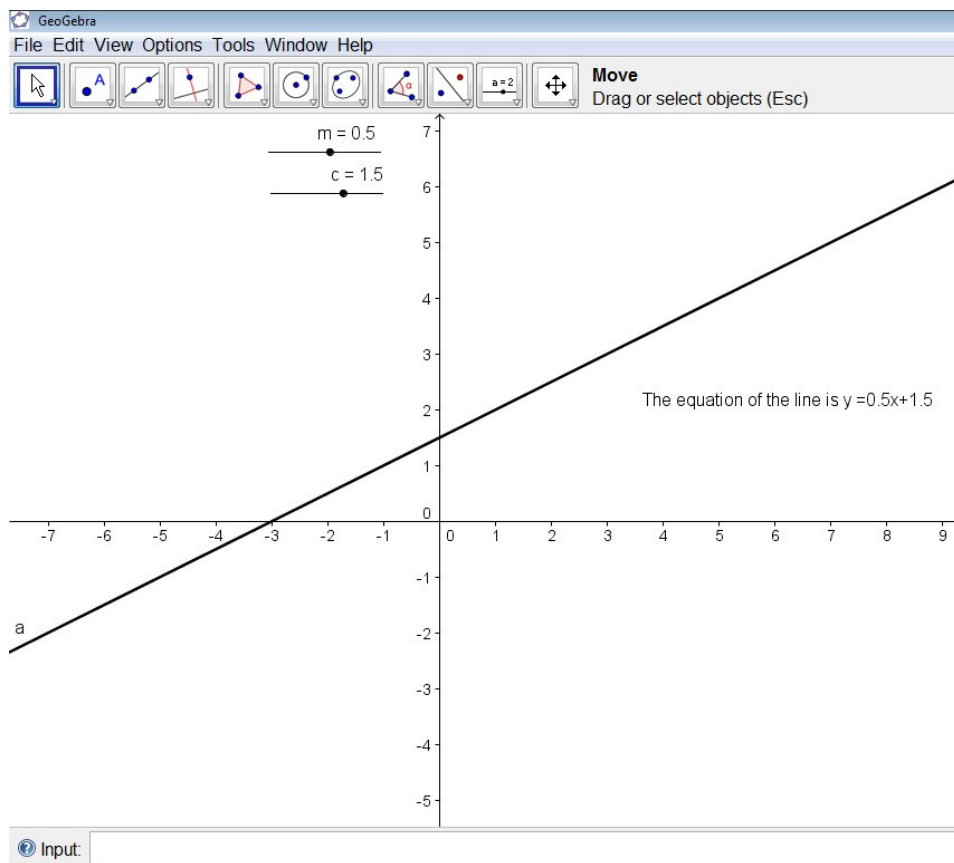 GeoGebra
File Edit View Options Tools Window Help
A
α
a = 2
Move
Drag or select objects (Esc)
m = 0.5
c = 1.5
7
6
5
4
3
The equation of the line is y =0.5x+1.5
2
1
0
-7 -6 -5 -4 -3 -2 -1 0 1 2 3 4 5 6 7 8 9
-1
a
-2
-3
-4
-5
Input: